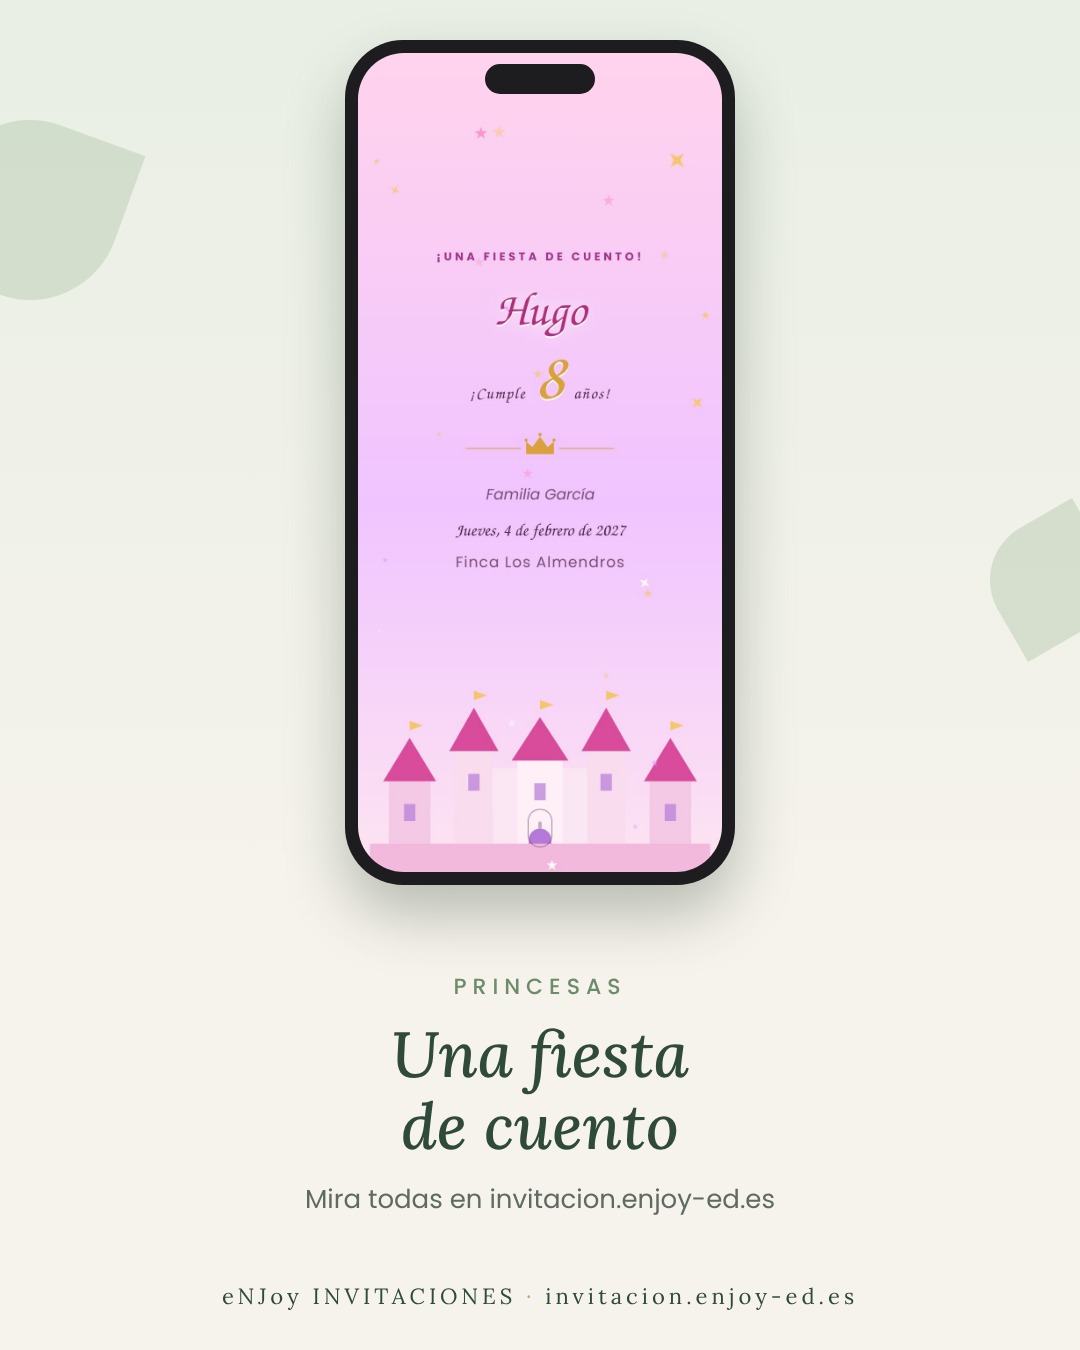 ¡UNA FIESTA DE CUENTO!
Hugo
¡Cumple 8 años!
Familia García
Jueves, 4 de febrero de 2027
Finca Los Almendros
PRINCESAS
Una fiesta
de cuento
Mira todas en invitacion.enjoy-ed.es
eNJoy INVITACIONES · invitacion.enjoy-ed.es